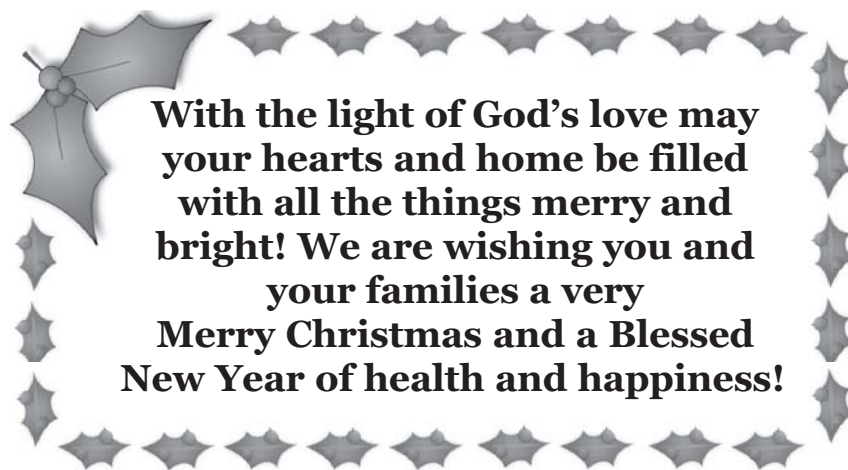 With the light of God’s love may
your hearts and home be filled
with all the things merry and
bright! We are wishing you and
your families a very
Merry Christmas and a Blessed
New Year of health and happiness!